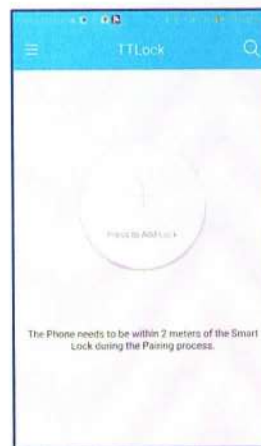 TTLock
Press to Add Lock
The Phone needs to be within 2 meters of the Smart
Lock during the Pairing process.